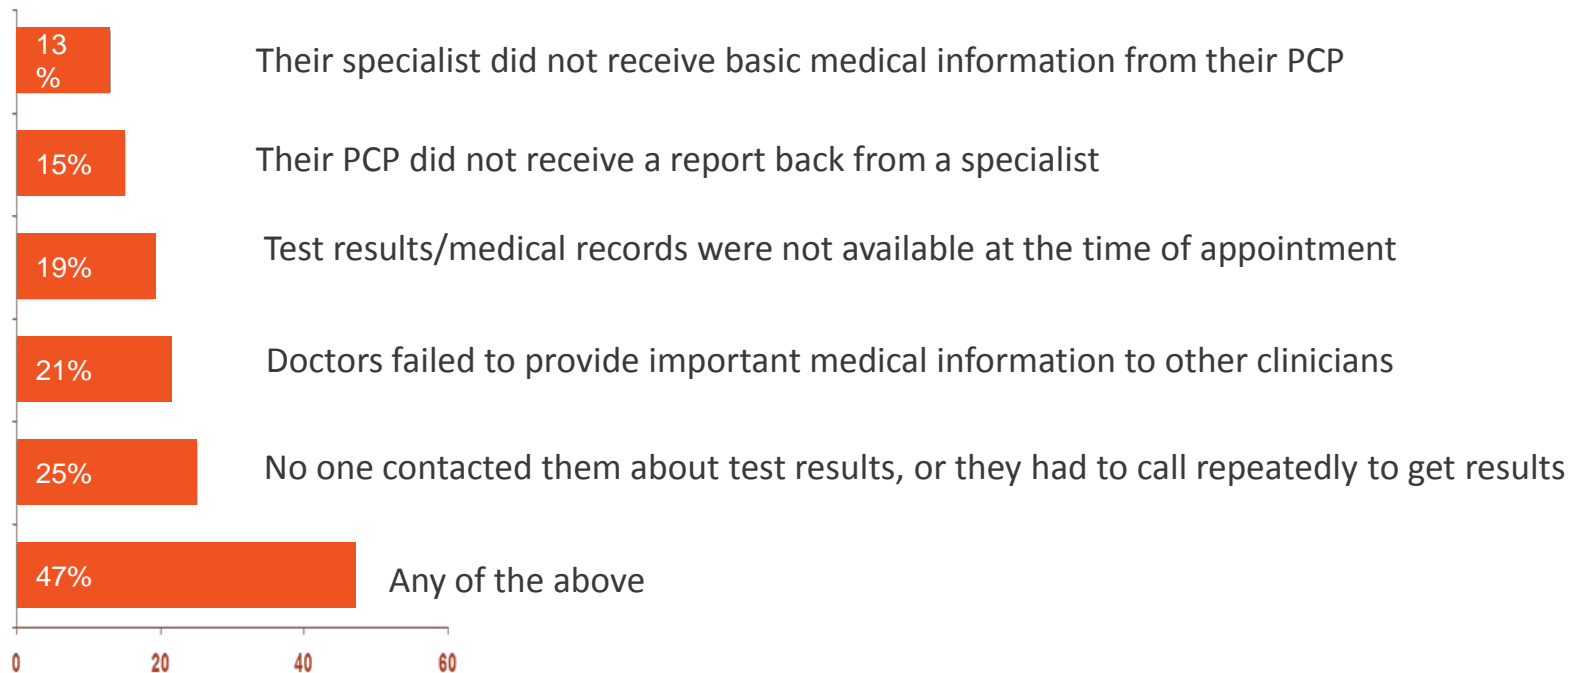 13
%
Their specialist did not receive basic medical information from their PCP
15%
Their PCP did not receive a report back from a specialist
19%
Test results/medical records were not available at the time of appointment
21%
Doctors failed to provide important medical information to other clinicians
25%
No one contacted them about test results, or they had to call repeatedly to get results
47%
Any of the above
0 20 40 60